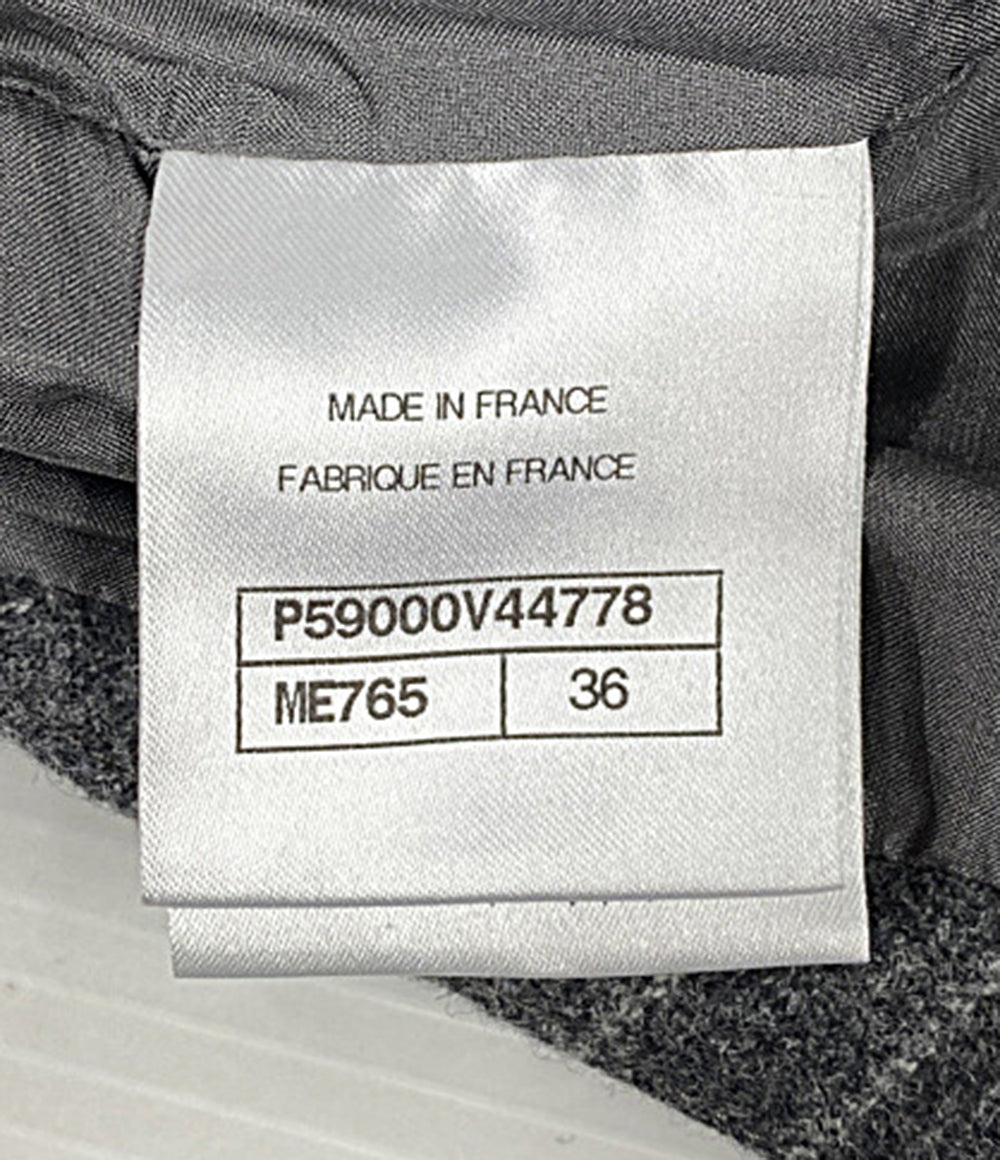 MADE IN FRANCE
FABRIQUE EN FRANCE
P59000V44778
ME765 36